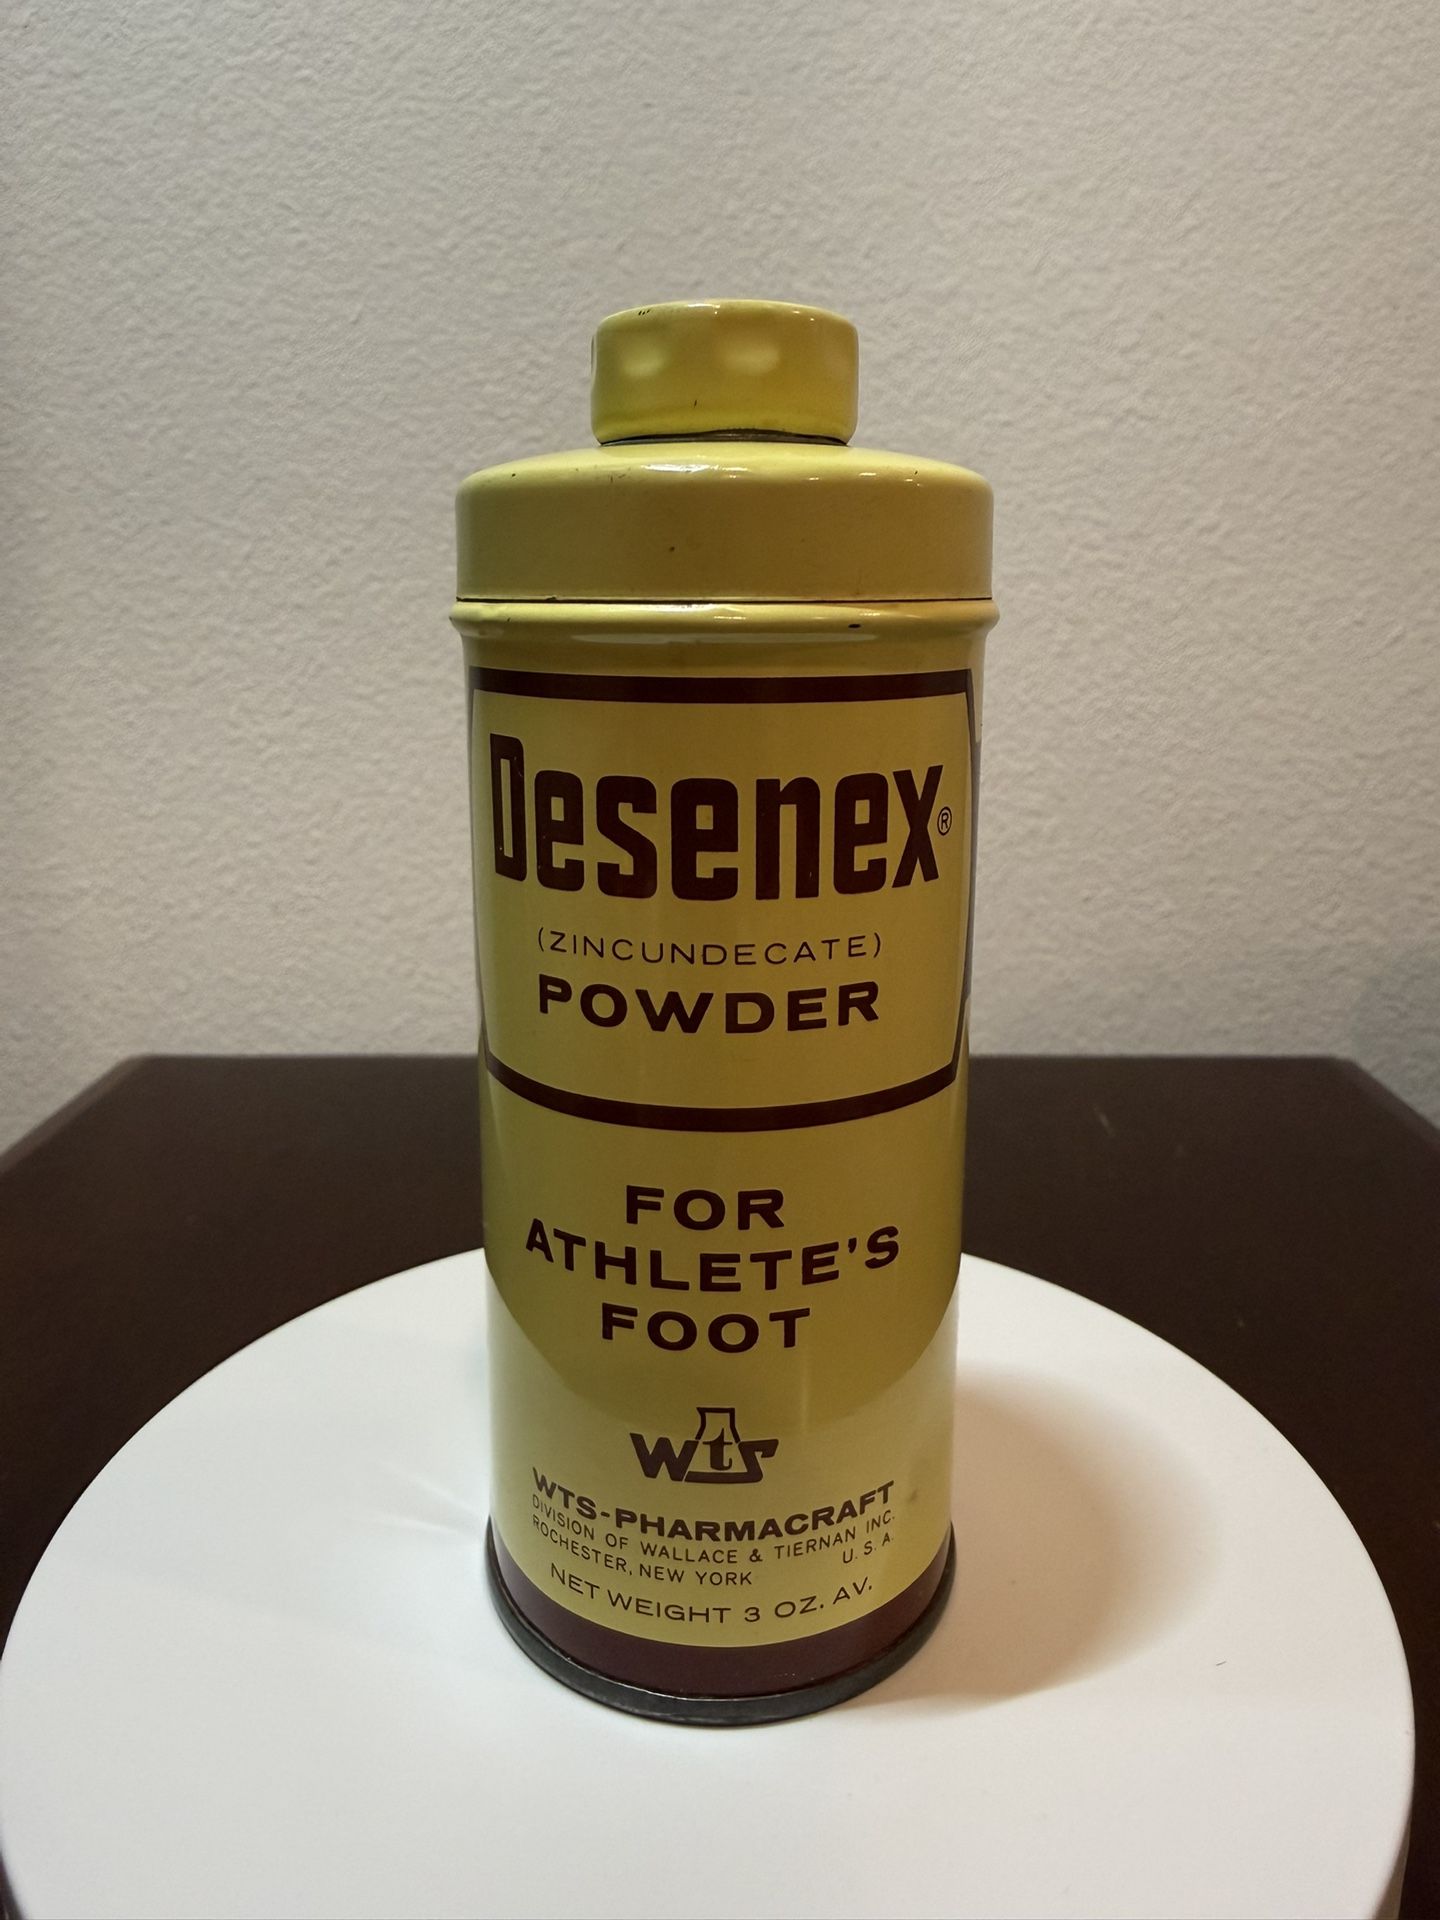 Desenex®
(ZINCUNDECATE)
POWDER
FOR
ATHLETE'S
FOOT
wts
WTS-PHARMACRAFT
DIVISION OF WALLACE & TIERNAN INC.
ROCHESTER, NEW YORK U. S. A.
NET WEIGHT 3 OZ. AV.